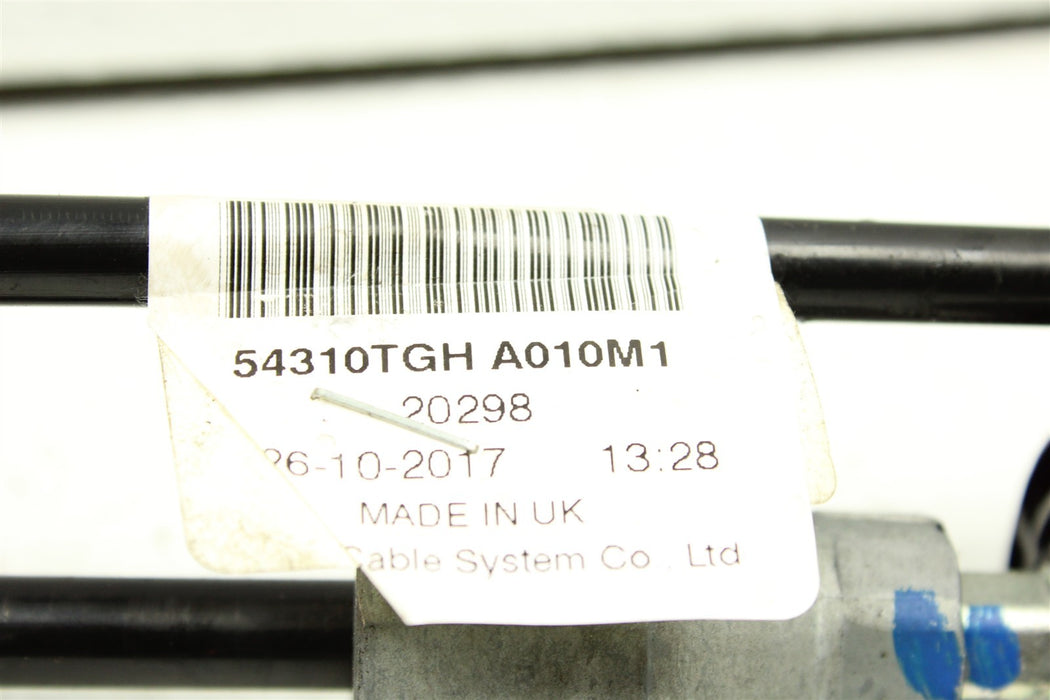 54310TGH A010M1
20298
26-10-2017 13:28
MADE IN UK
Cable System Co., Ltd